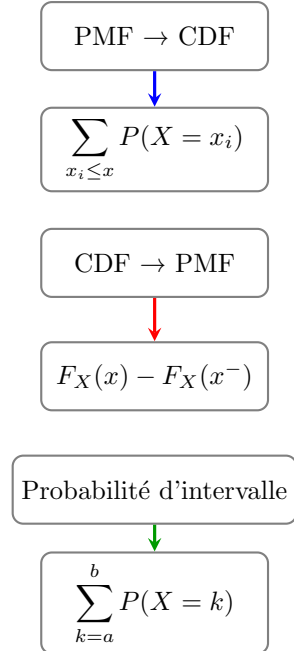 PMF → CDF
∑_{x_i≤x} P(X = x_i)
CDF → PMF
F_X(x) − F_X(x^−)
Probabilité d'intervalle
∑_{k=a}^{b} P(X = k)